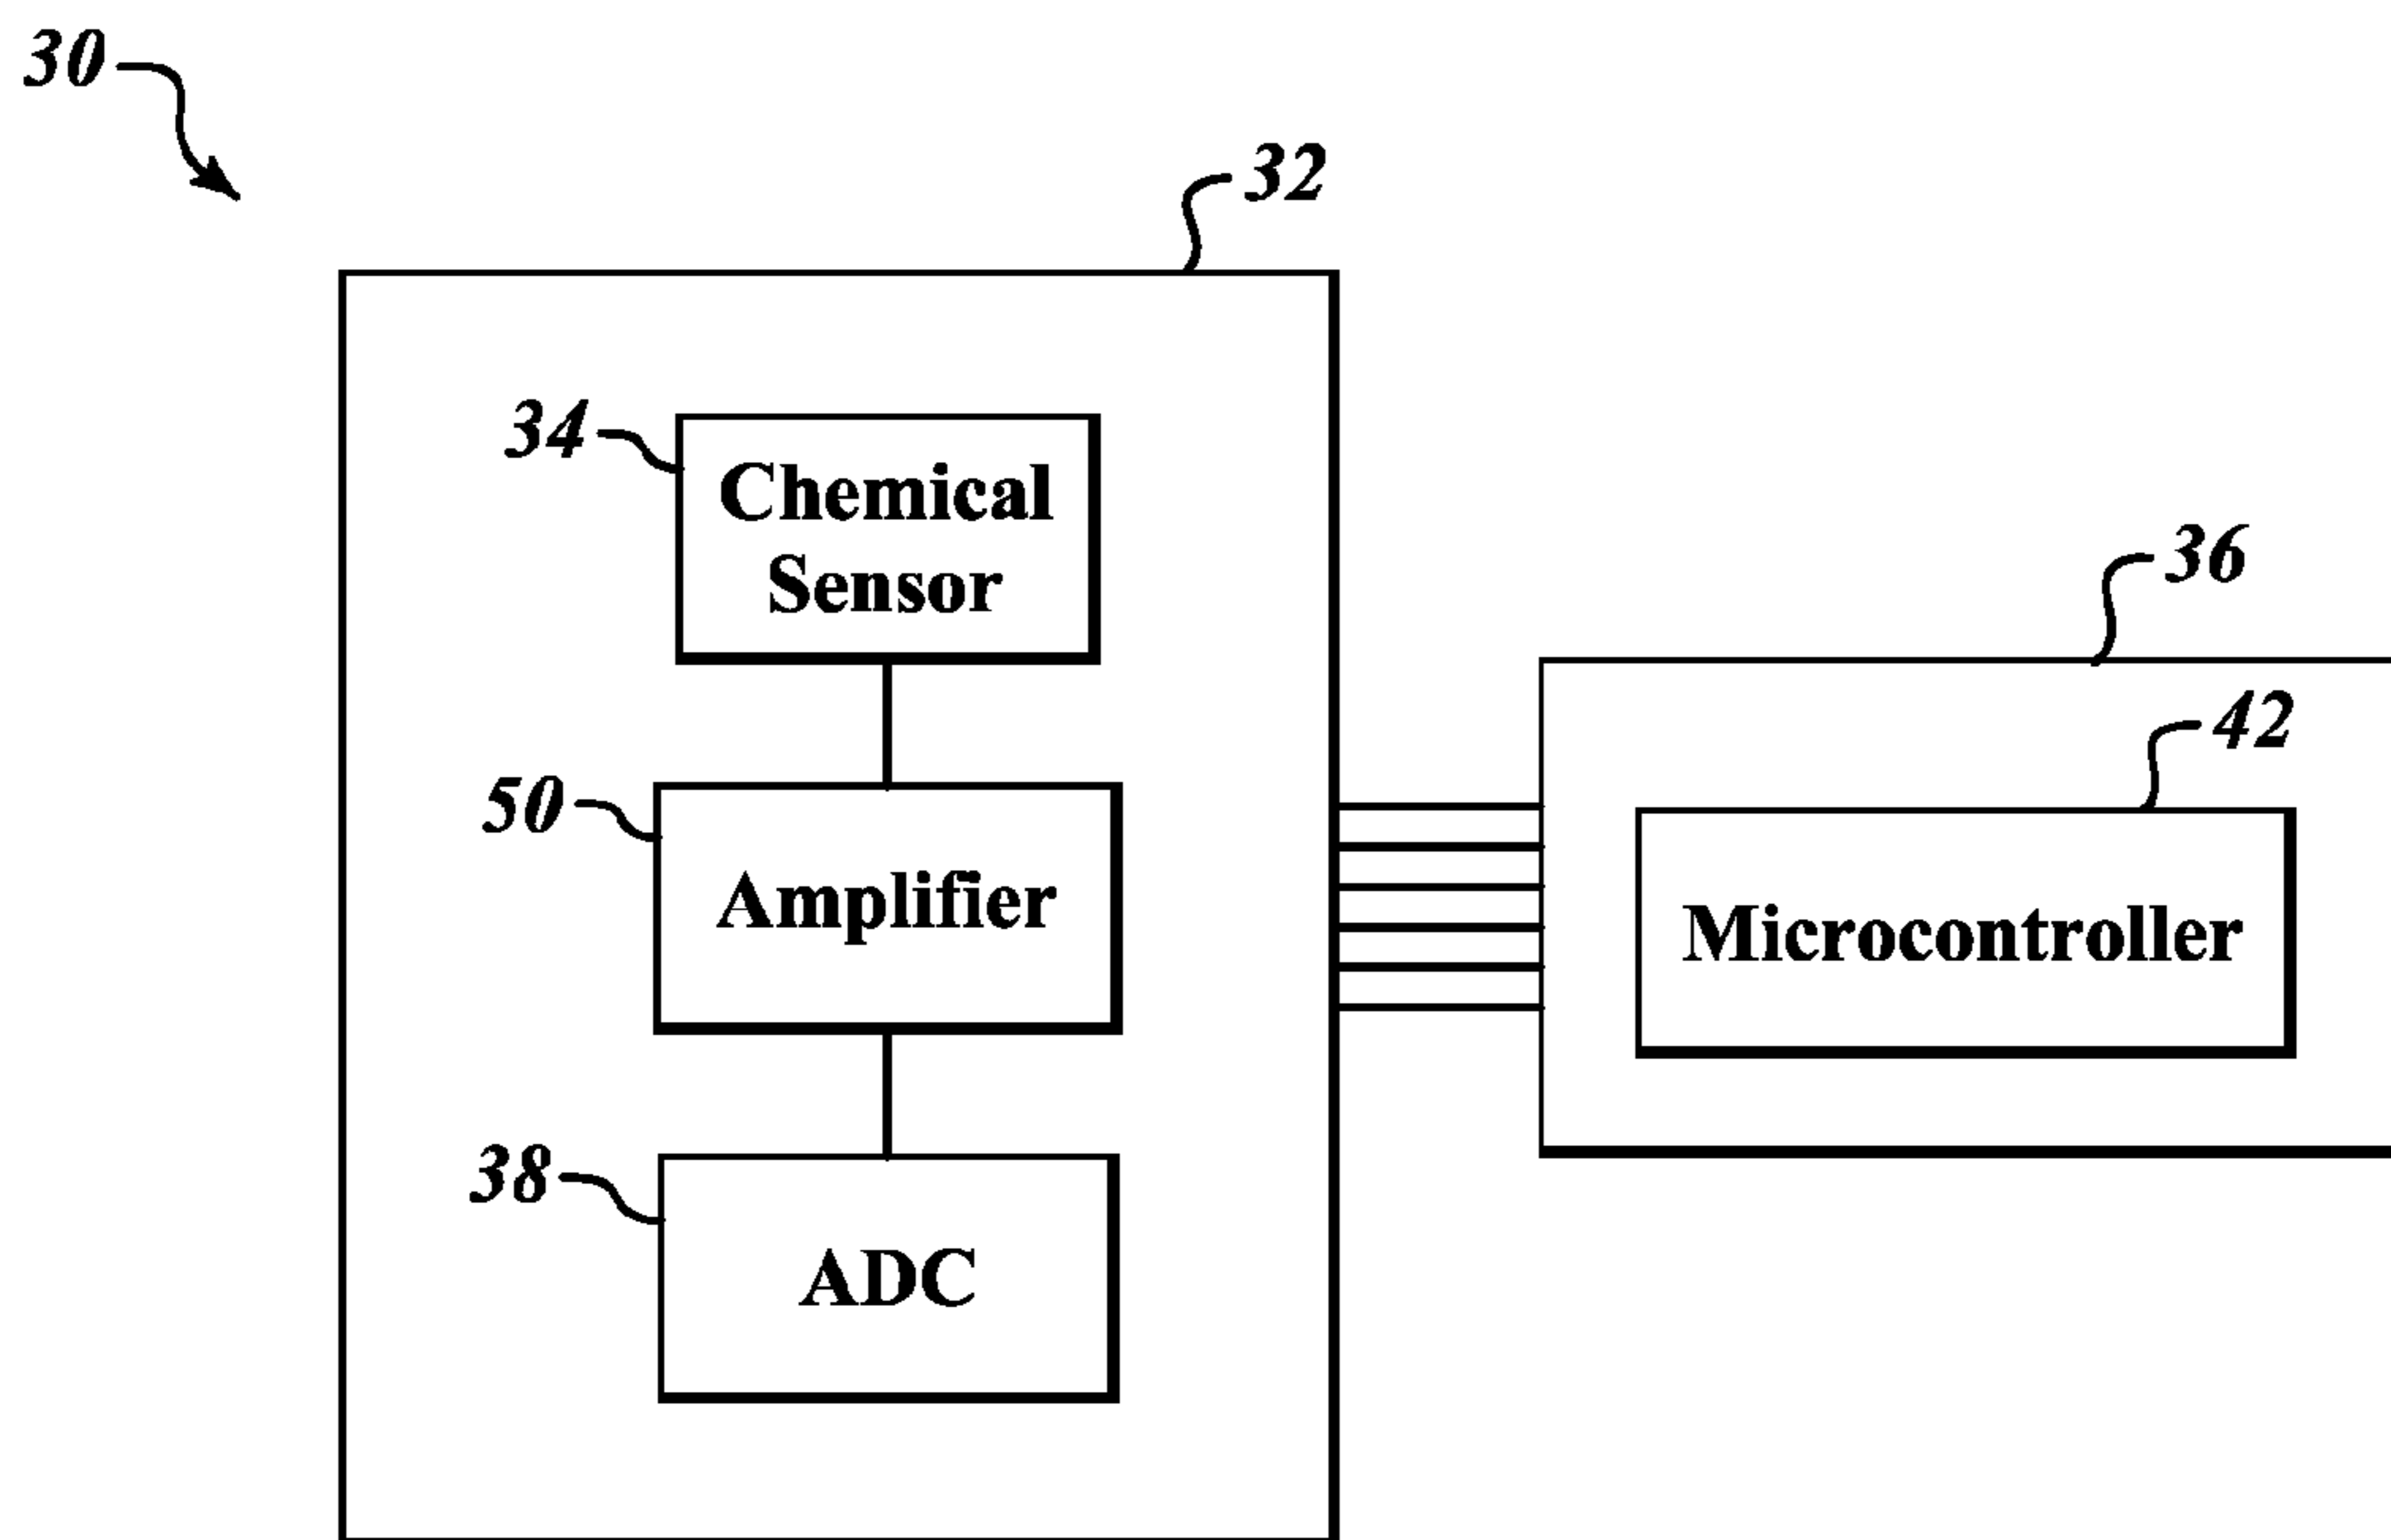 30
32
34
Chemical
Sensor
36
42
50
Amplifier
Microcontroller
38
ADC